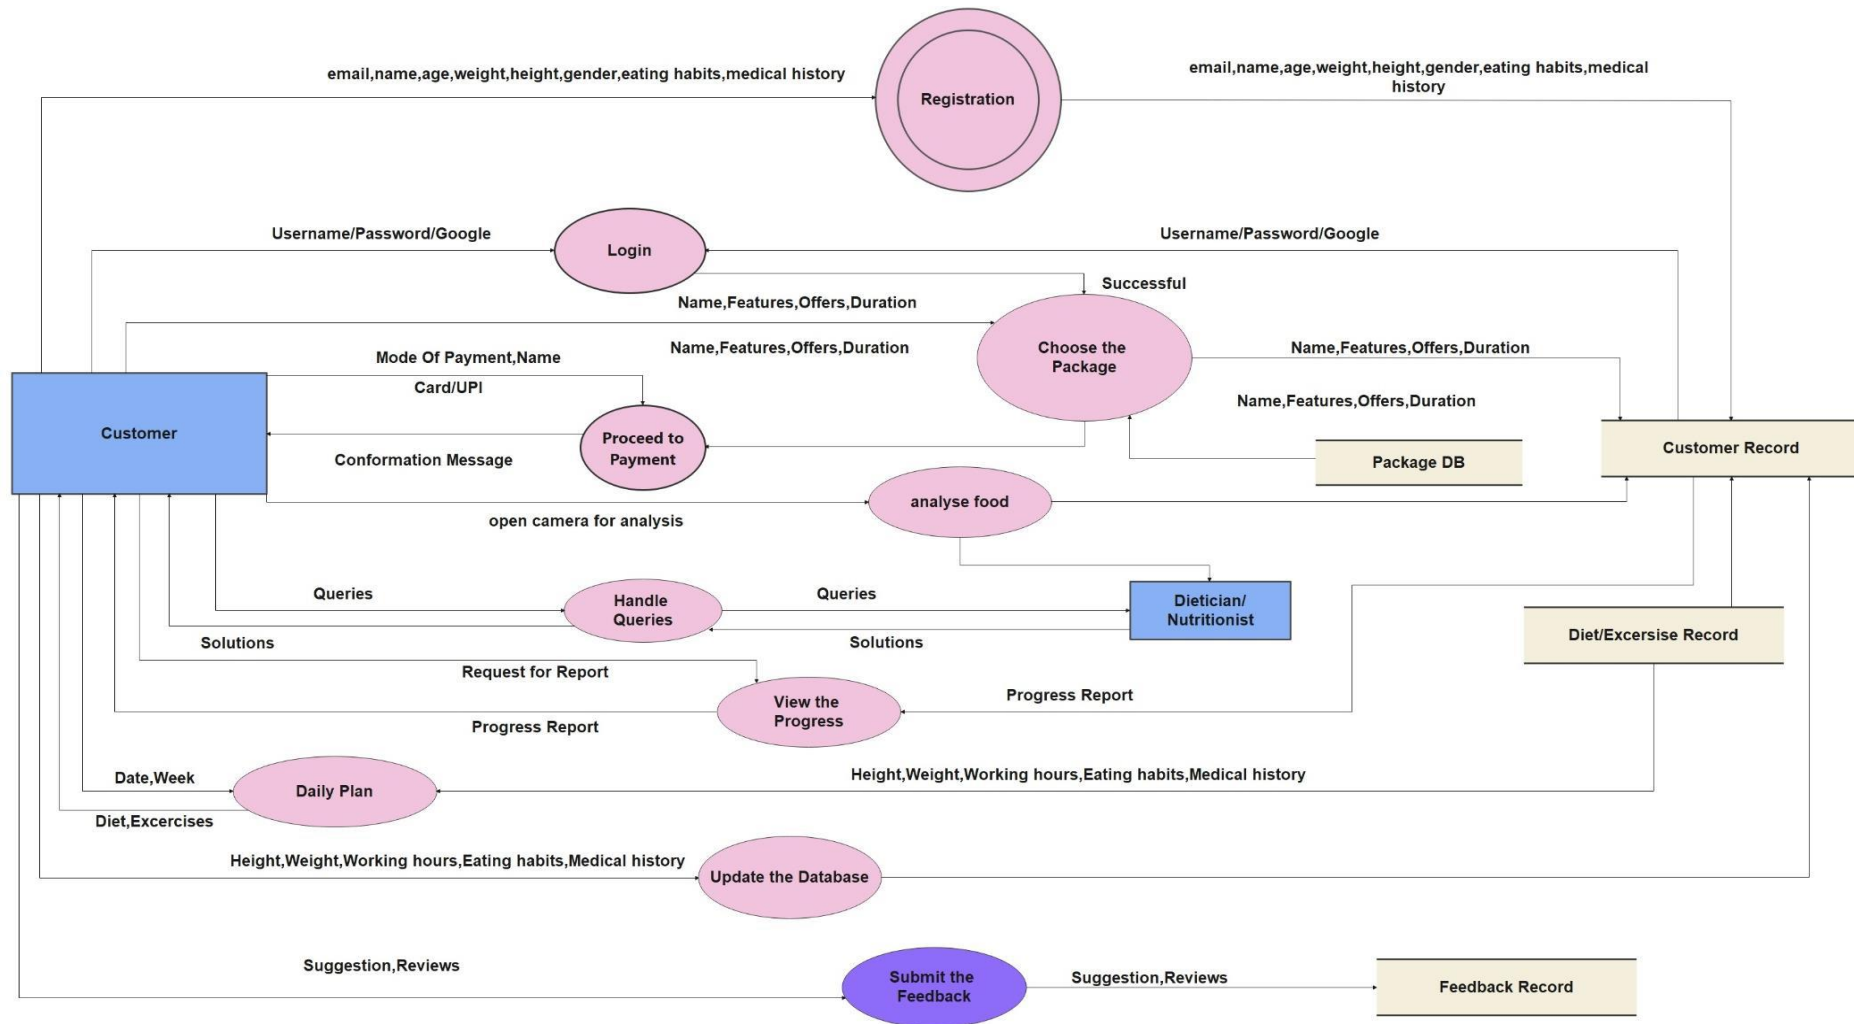 email,name,age,weight,height,gender,eating habits,medical history
email,name,age,weight,height,gender,eating habits,medical
history
Registration
Username/Password/Google
Login
Username/Password/Google
Successful
Name,Features,Offers,Duration
Name,Features,Offers,Duration
Choose the
Package
Name,Features,Offers,Duration
Mode Of Payment,Name
Card/UPI
Name,Features,Offers,Duration
Customer
Proceed to
Payment
Conformation Message
Package DB
Customer Record
analyse food
open camera for analysis
Queries
Handle
Queries
Queries
Dietician/
Nutritionist
Solutions
Solutions
Diet/Excersise Record
Request for Report
View the
Progress
Progress Report
Progress Report
Date,Week
Daily Plan
Height,Weight,Working hours,Eating habits,Medical history
Diet,Excercises
Height,Weight,Working hours,Eating habits,Medical history
Update the Database
Suggestion,Reviews
Submit the
Feedback
Suggestion,Reviews
Feedback Record